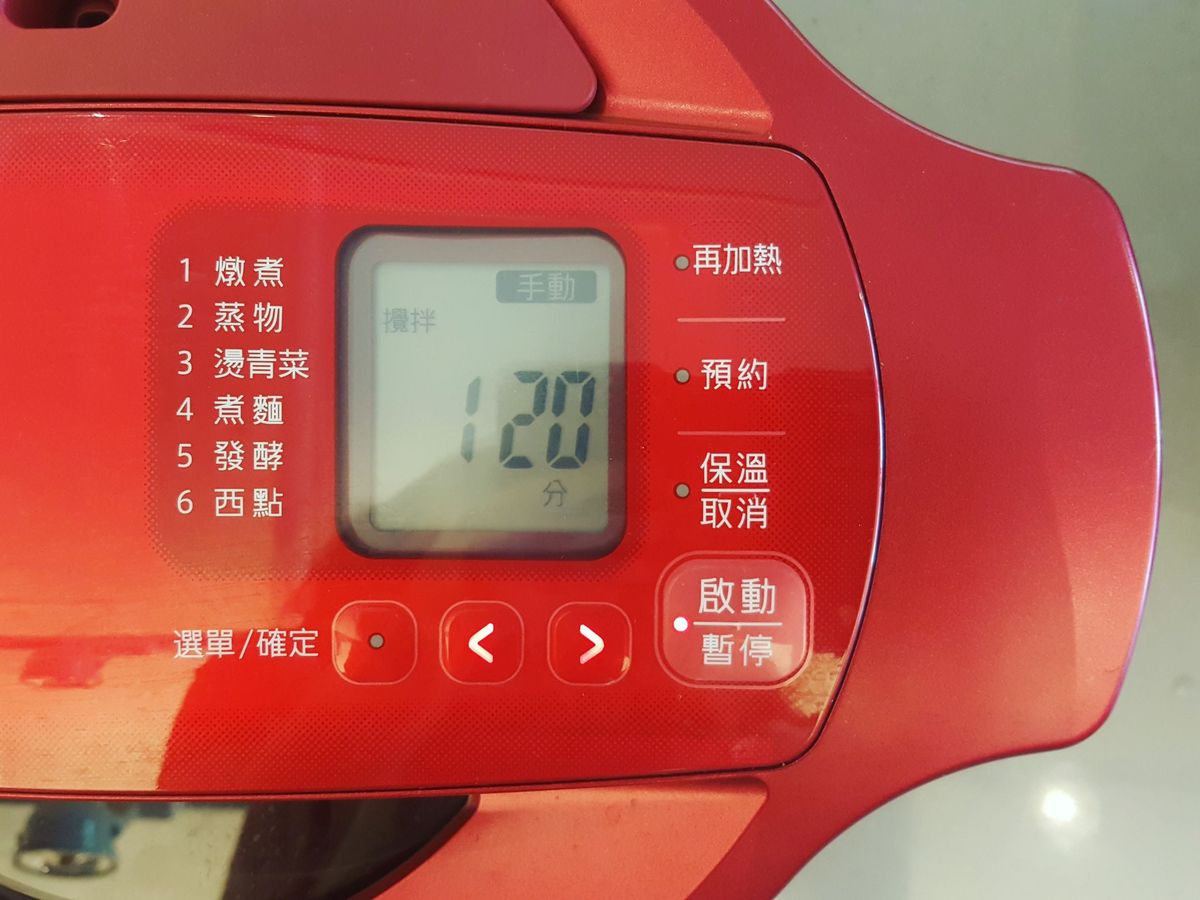 1 燉煮
2 蒸物
3 燙青菜
4 煮麵
5 發酵
6 西點
手動
攪拌
120
分
再加熱
預約
保溫
取消
選單/確定
<
>
啟動
暫停